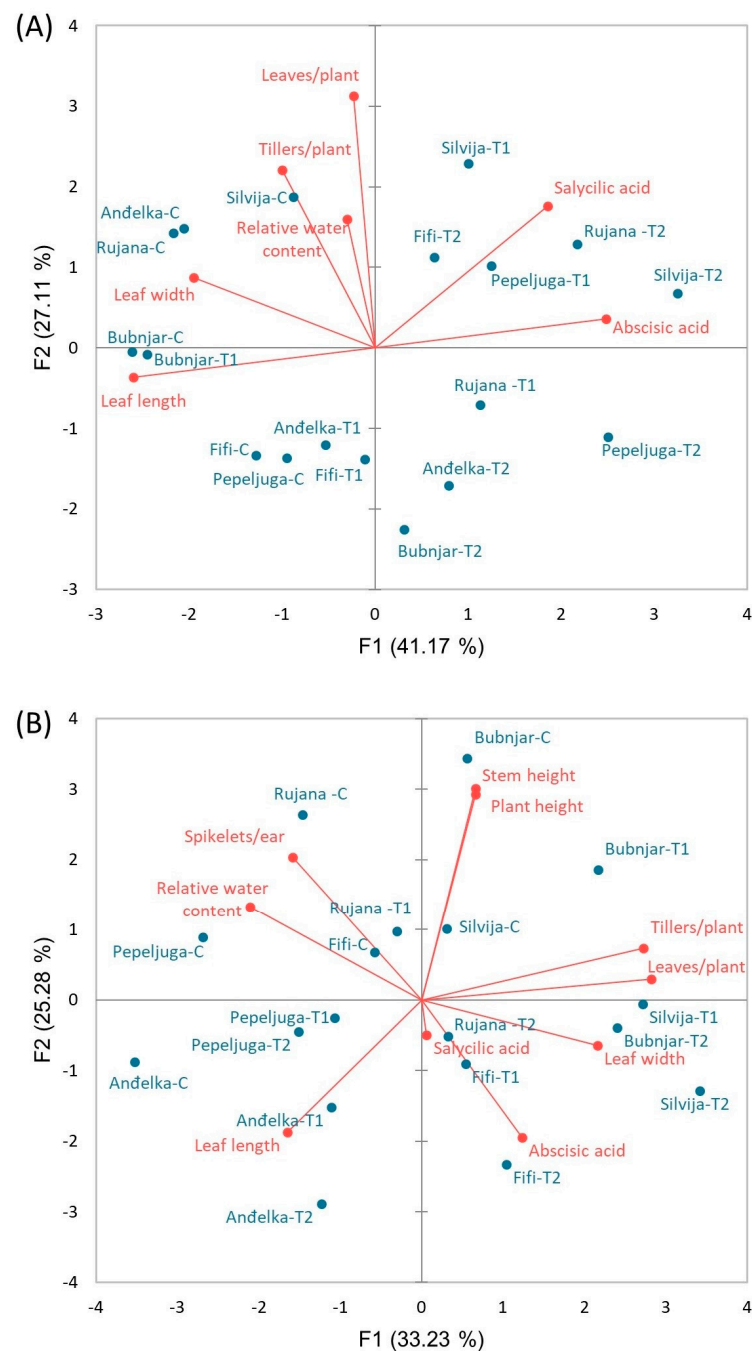 (A)
4
Leaves/plant
3
Tillers/plant
Silvija-T1
2
Silvija-C
Salycilic acid
Anđelka-C
Relative water
content
Rujana-C
Fifi-T2
Rujana -T2
1
Pepeljuga-T1
Silvija-T2
Leaf width
Abscisic acid
Bubnjar-C
0
Bubnjar-T1
Leaf length
Rujana -T1
-1
Anđelka-T1
Fifi-C
Pepeljuga-C
Fifi-T1
Anđelka-T2
Pepeljuga-T2
-2
Bubnjar-T2
-3
F2 (27.11 %)
-3 -2 -1 0 1 2 3 4
F1 (41.17 %)
(B)
4
Bubnjar-C
Stem height
3
Plant height
Rujana -C
Spikelets/ear
Bubnjar-T1
2
Relative water
content
Rujana -T1
Tillers/plant
1
Silvija-C
Fifi-C
Pepeljuga-C
Leaves/plant
0
Pepeljuga-T1
Rujana -T2
Silvija-T1
Pepeljuga-T2
Salycilic acid
Bubnjar-T2
Leaf width
-1
Anđelka-C
Fifi-T1
Silvija-T2
Anđelka-T1
Leaf length
Abscisic acid
-2
Fifi-T2
Anđelka-T2
-3
-4
F2 (25.28 %)
-4 -3 -2 -1 0 1 2 3 4
F1 (33.23 %)